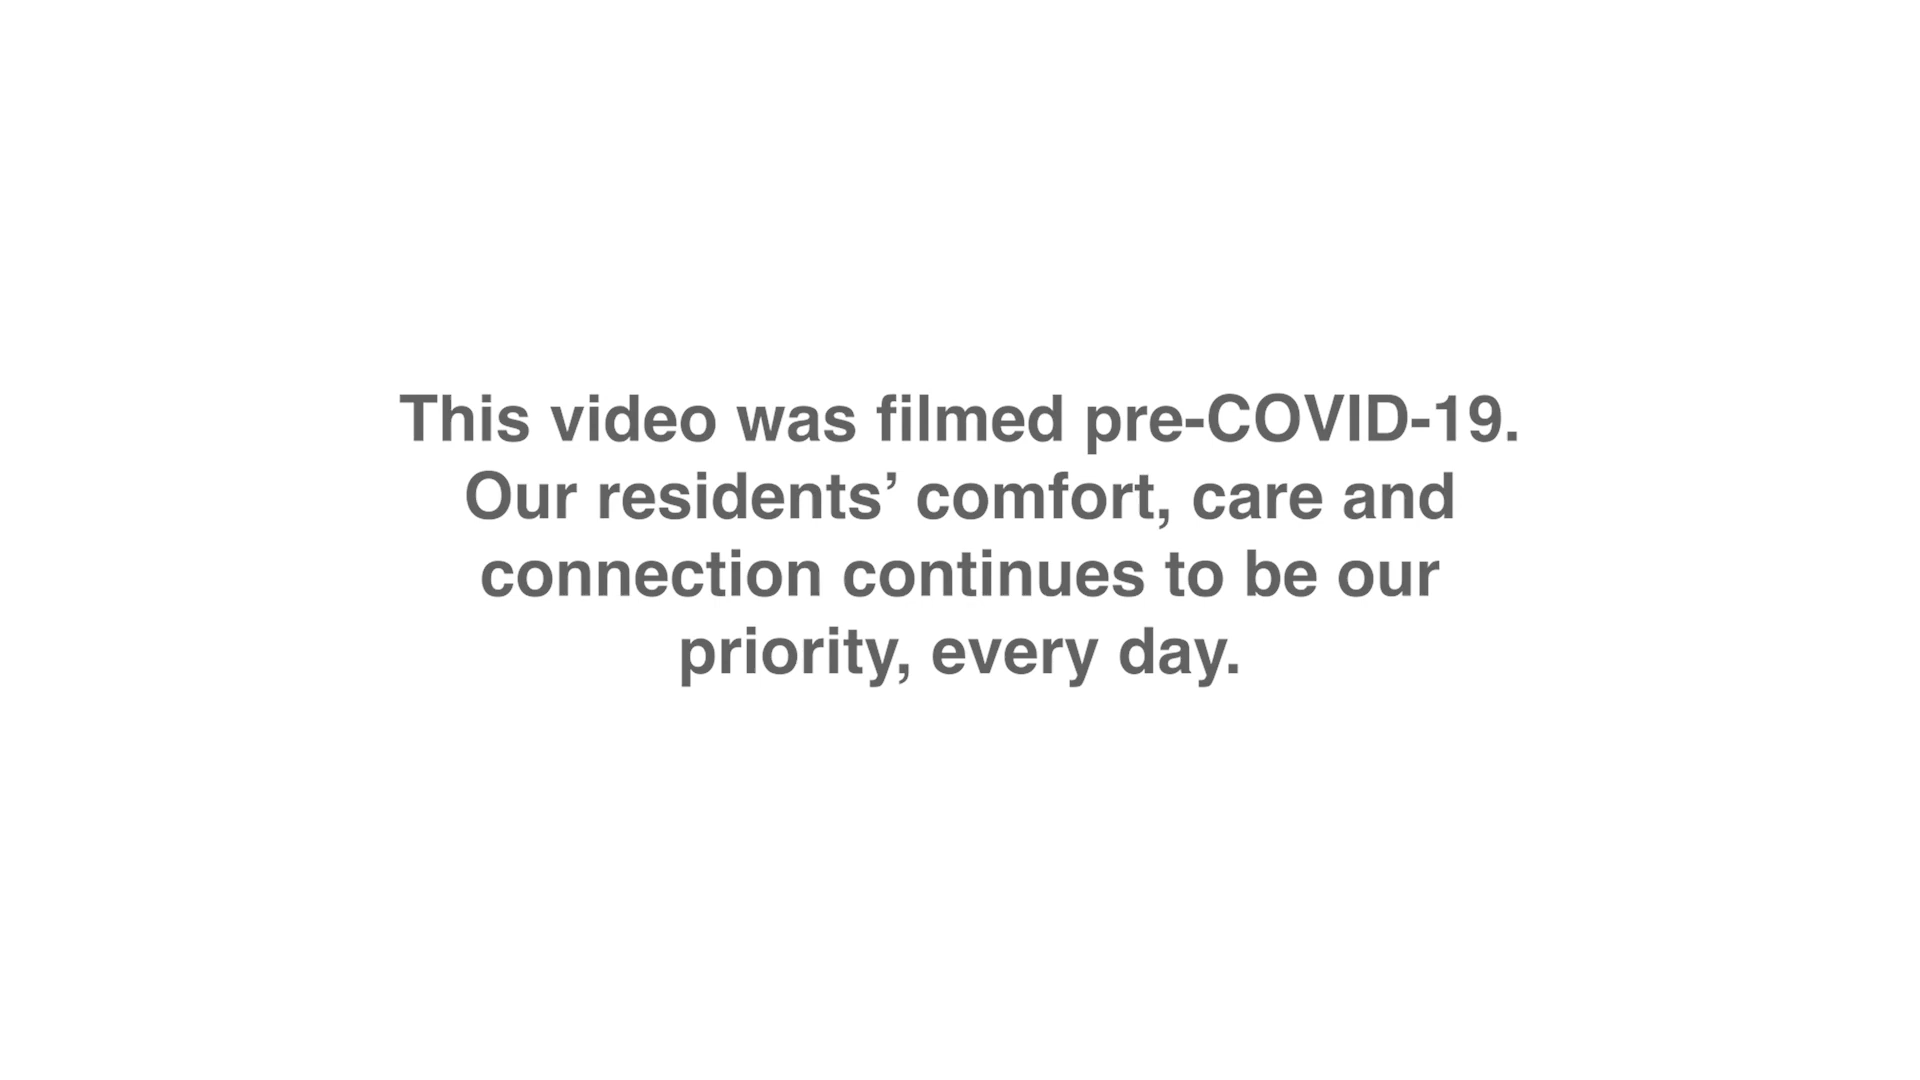 This video was filmed pre-COVID-19.
Our residents’ comfort, care and
connection continues to be our
priority, every day.